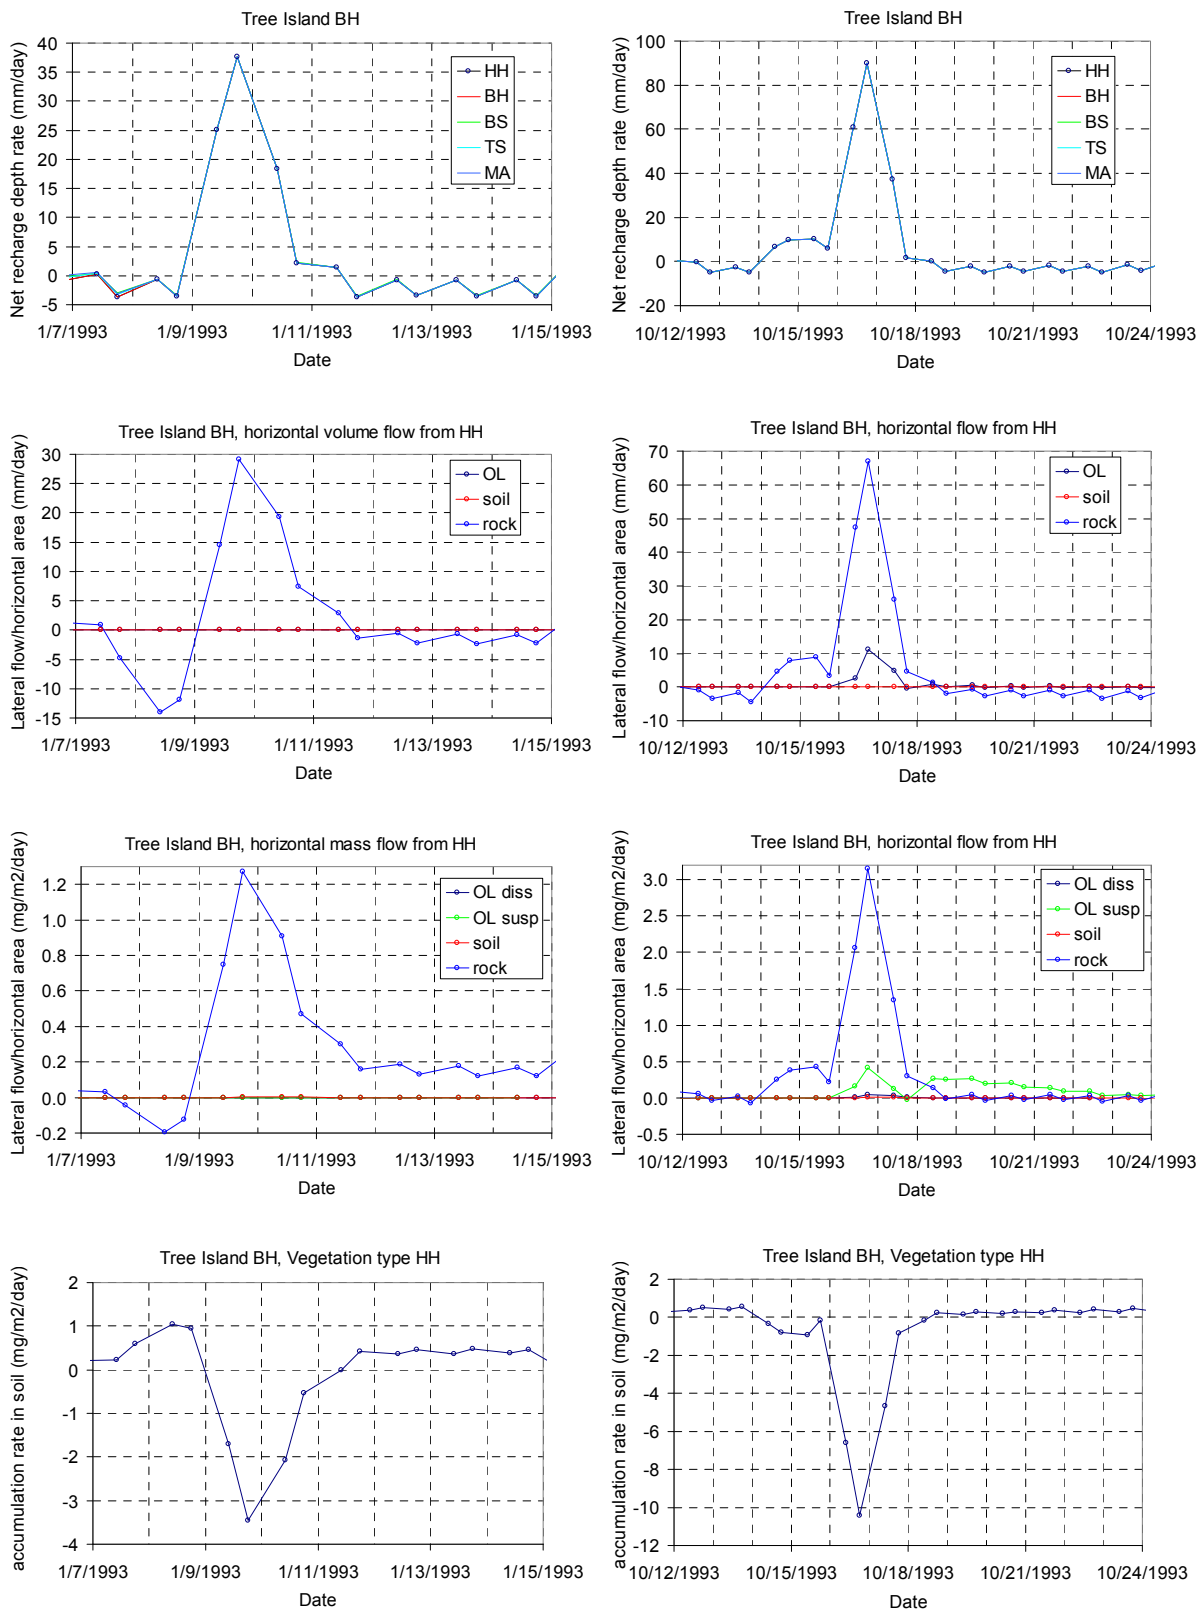 Tree Island BH
Net recharge depth rate (mm/day)
40
35
30
25
20
15
10
5
0
-5
HH
BH
BS
TS
MA
1/7/1993 1/9/1993 1/11/1993 1/13/1993 1/15/1993
Date
Tree Island BH
Net recharge depth rate (mm/day)
100
80
60
40
20
0
-20
HH
BH
BS
TS
MA
10/12/1993 10/15/1993 10/18/1993 10/21/1993 10/24/1993
Date
Tree Island BH, horizontal volume flow from HH
Lateral flow/horizontal area (mm/day)
30
25
20
15
10
5
0
-5
-10
-15
OL
soil
rock
1/7/1993 1/9/1993 1/11/1993 1/13/1993 1/15/1993
Date
Tree Island BH, horizontal flow from HH
Lateral flow/horizontal area (mm/day)
70
60
50
40
30
20
10
0
-10
OL
soil
rock
10/12/1993 10/15/1993 10/18/1993 10/21/1993 10/24/1993
Date
Tree Island BH, horizontal mass flow from HH
Lateral flow/horizontal area (mg/m2/day)
1.2
1.0
0.8
0.6
0.4
0.2
0.0
-0.2
OL diss
OL susp
soil
rock
1/7/1993 1/9/1993 1/11/1993 1/13/1993 1/15/1993
Date
Tree Island BH, horizontal flow from HH
Lateral flow/horizontal area (mg/m2/day)
3.0
2.5
2.0
1.5
1.0
0.5
0.0
-0.5
OL diss
OL susp
soil
rock
10/12/1993 10/15/1993 10/18/1993 10/21/1993 10/24/1993
Date
Tree Island BH, Vegetation type HH
accumulation rate in soil (mg/m2/day)
2
1
0
-1
-2
-3
-4
1/7/1993 1/9/1993 1/11/1993 1/13/1993 1/15/1993
Date
Tree Island BH, Vegetation type HH
accumulation rate in soil (mg/m2/day)
2
0
-2
-4
-6
-8
-10
-12
10/12/1993 10/15/1993 10/18/1993 10/21/1993 10/24/1993
Date